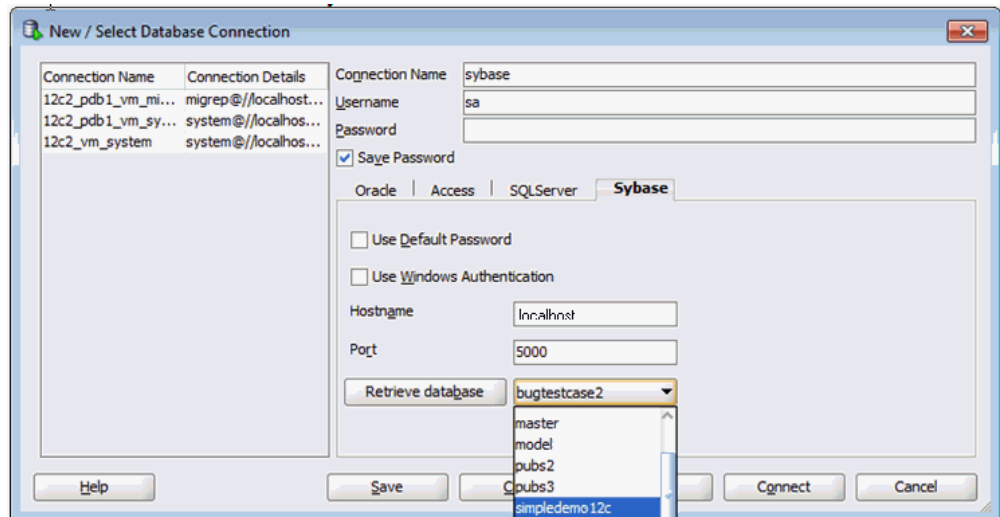 New / Select Database Connection
Connection Name Connection Details
12c2_pdb1_vm_mi... migrep@//localhost...
12c2_pdb1_vm_sy... system@//localhos...
12c2_vm_system system@//localhos...
Connection Name sybase
Username sa
Password
Save Password
Oracle Access SQLServer Sybase
Use Default Password
Use Windows Authentication
Hostname localhost
Port 5000
Retrieve database bugtestcase2
master
model
pubs2
pubs3
simpledemo12c
Help Save Connect Cancel